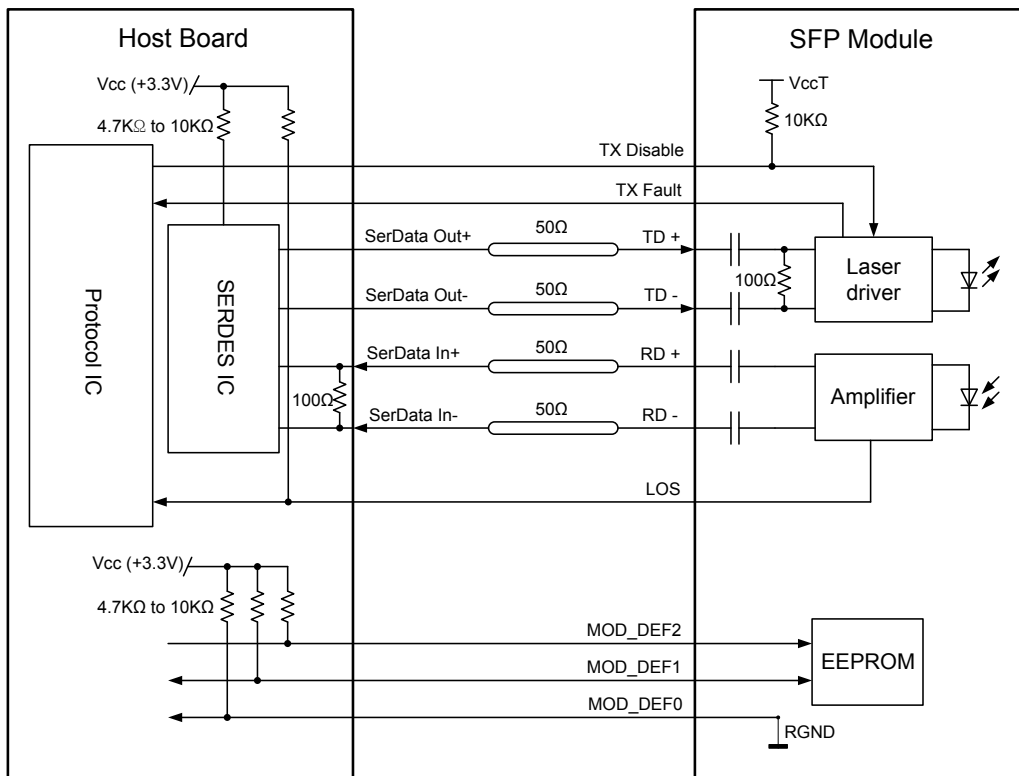 Host Board
SFP Module
Vcc (+3.3V)
4.7KΩ to 10KΩ
VccT
10KΩ
TX Disable
TX Fault
Protocol IC
SERDES IC
SerData Out+
50Ω
TD +
SerData Out-
50Ω
TD -
100Ω
Laser
driver
SerData In+
50Ω
RD +
100Ω
SerData In-
50Ω
RD -
Amplifier
LOS
Vcc (+3.3V)
4.7KΩ to 10KΩ
MOD_DEF2
MOD_DEF1
MOD_DEF0
EEPROM
RGND